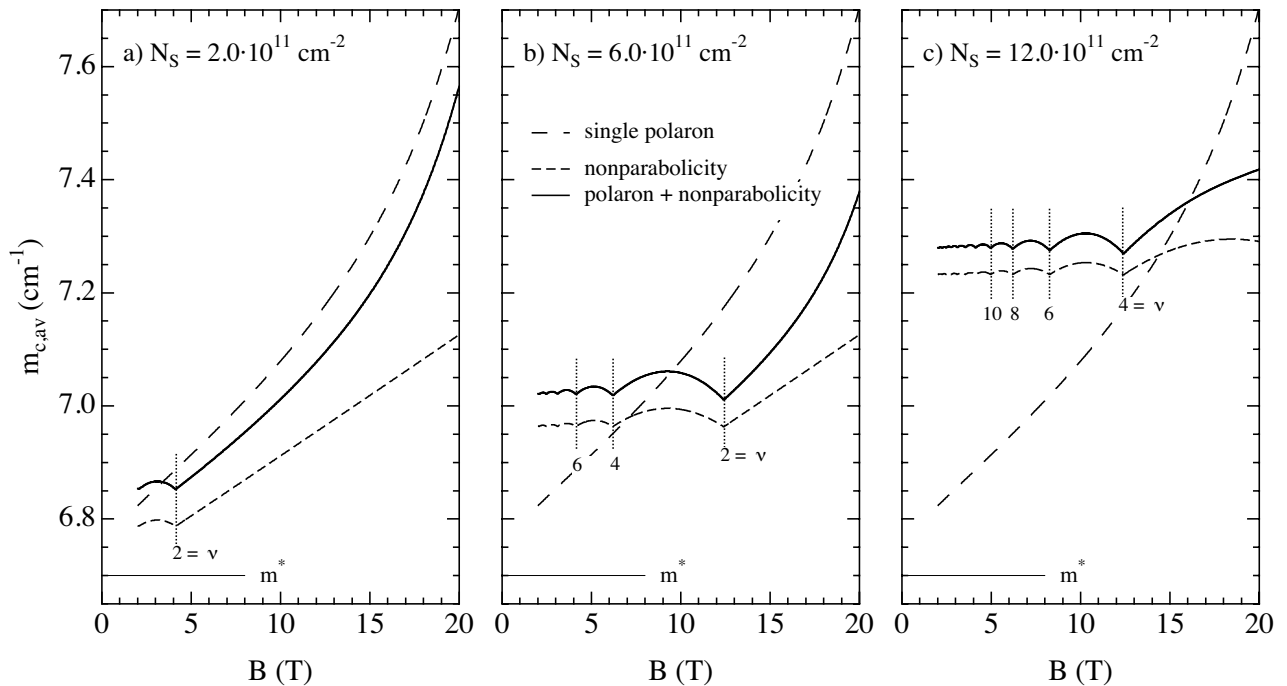 a) N_S = 2.0·10^11 cm^-2
b) N_S = 6.0·10^11 cm^-2
c) N_S = 12.0·10^11 cm^-2
7.6
7.4
7.2
7.0
6.8
m_c,av (cm^-1)
single polaron
nonparabolicity
polaron + nonparabolicity
2 = ν
6
4
2 = ν
10
8
6
4 = ν
m*
m*
m*
0
5
10
15
20
0
5
10
15
20
0
5
10
15
20
B (T)
B (T)
B (T)